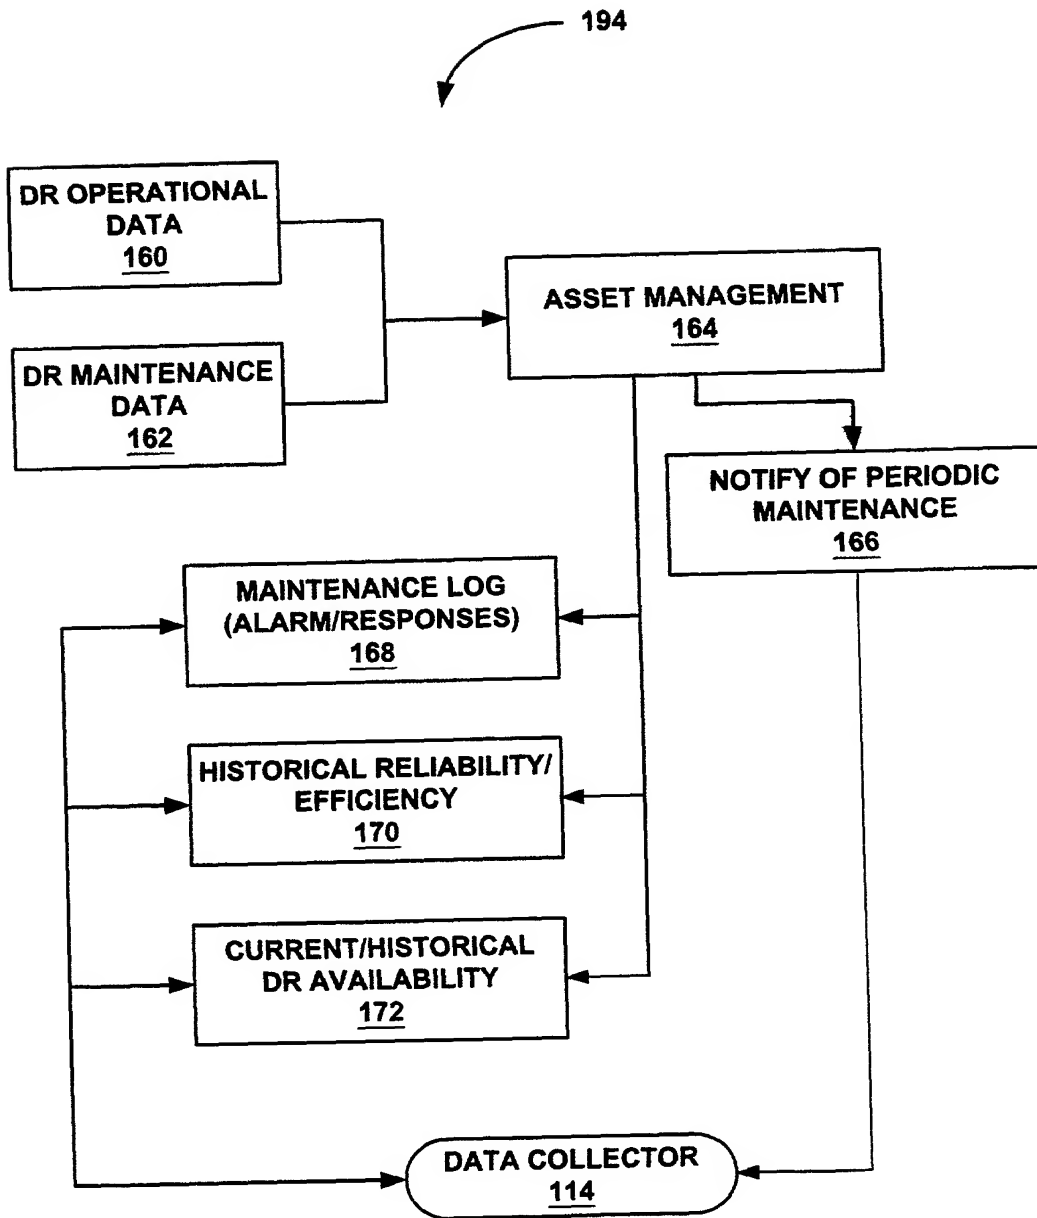 194
DR OPERATIONAL
DATA
160
DR MAINTENANCE
DATA
162
ASSET MANAGEMENT
164
NOTIFY OF PERIODIC
MAINTENANCE
166
MAINTENANCE LOG
(ALARM/RESPONSES)
168
HISTORICAL RELIABILITY/
EFFICIENCY
170
CURRENT/HISTORICAL
DR AVAILABILITY
172
DATA COLLECTOR
114